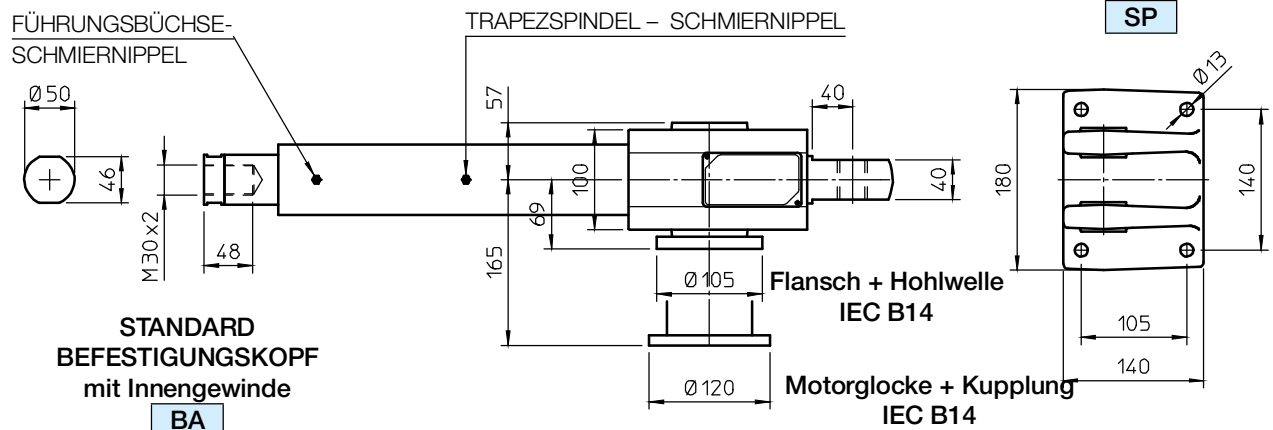 FÜHRUNGSBÜCHSE-
SCHMIERNIPPEL
TRAPEZSPINDEL – SCHMIERNIPPEL
SP
Ø50
46
M30x2
48
57
100
69
165
40
40
Ø105
Flansch + Hohlwelle
IEC B14
Ø120
Motorglocke + Kupplung
IEC B14
STANDARD
BEFESTIGUNGSKOPF
mit Innengewinde
BA
Ø13
180
140
105
140